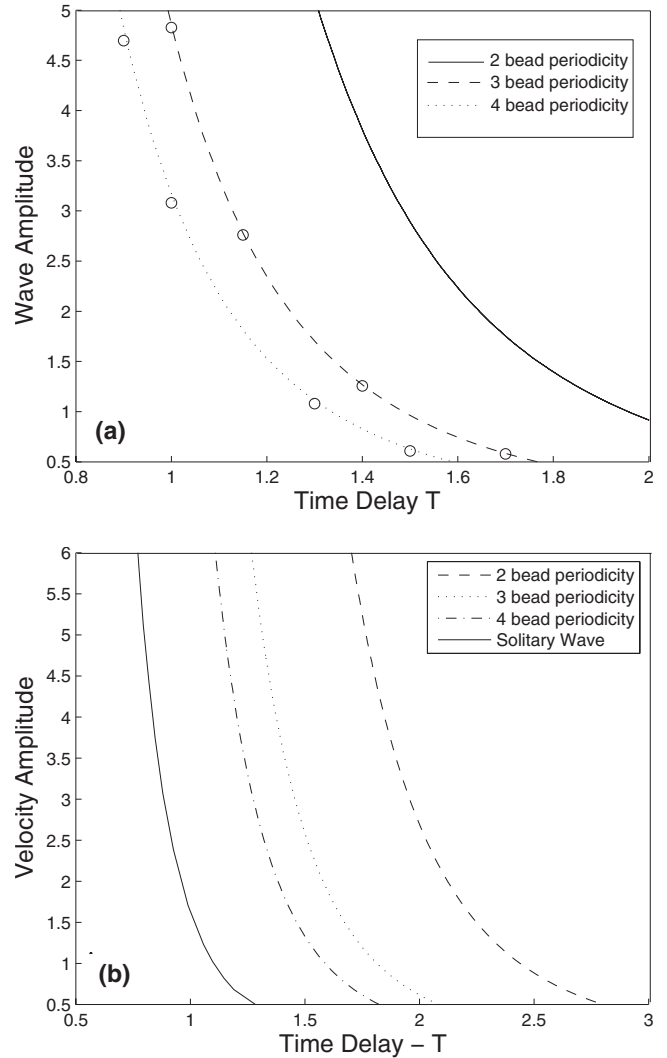 5
4.5
4
3.5
3
2.5
2
1.5
1
0.5
Wave Amplitude
2 bead periodicity
3 bead periodicity
4 bead periodicity
(a)
0.8 1 1.2 1.4 1.6 1.8 2
Time Delay T
6
5.5
5
4.5
4
3.5
3
2.5
2
1.5
1
0.5
Velocity Amplitude
2 bead periodicity
3 bead periodicity
4 bead periodicity
Solitary Wave
(b)
0.5 1 1.5 2 2.5 3
Time Delay – T